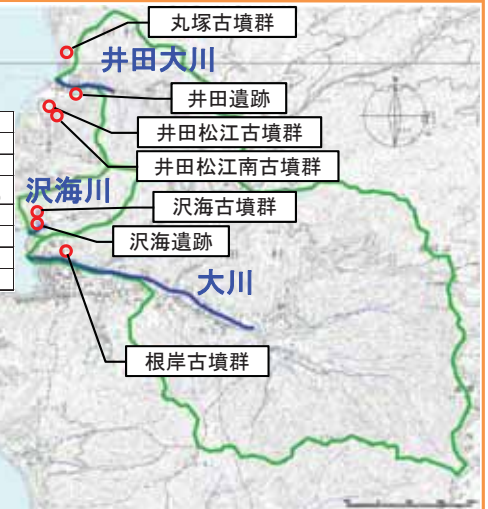 丸塚古墳群
井田大川
井田遺跡
井田松江古墳群
井田松江南古墳群
沢海川
沢海古墳群
沢海遺跡
大川
根岸古墳群